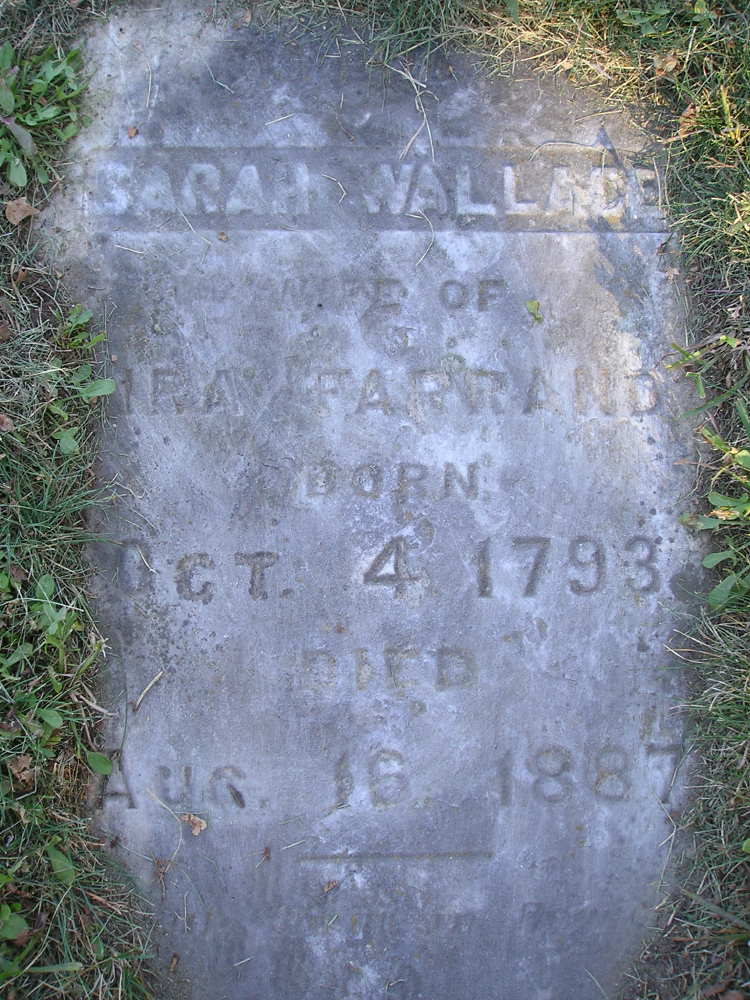 SARAH WALLACE
WIFE OF
IRA FARRAND
BORN
OCT. 4. 1793
DIED
AUG. 16. 1887